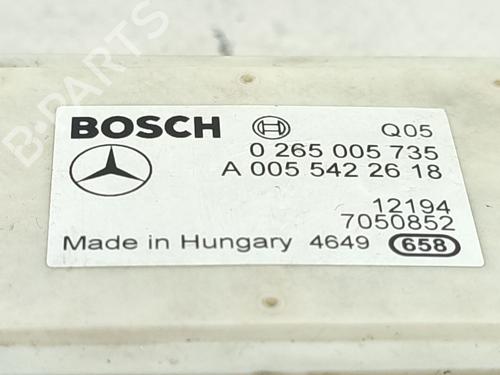 B-PARTS
BOSCH Q05
0 265 005 735
A 005 542 26 18
12194
7050852
Made in Hungary 4649 658